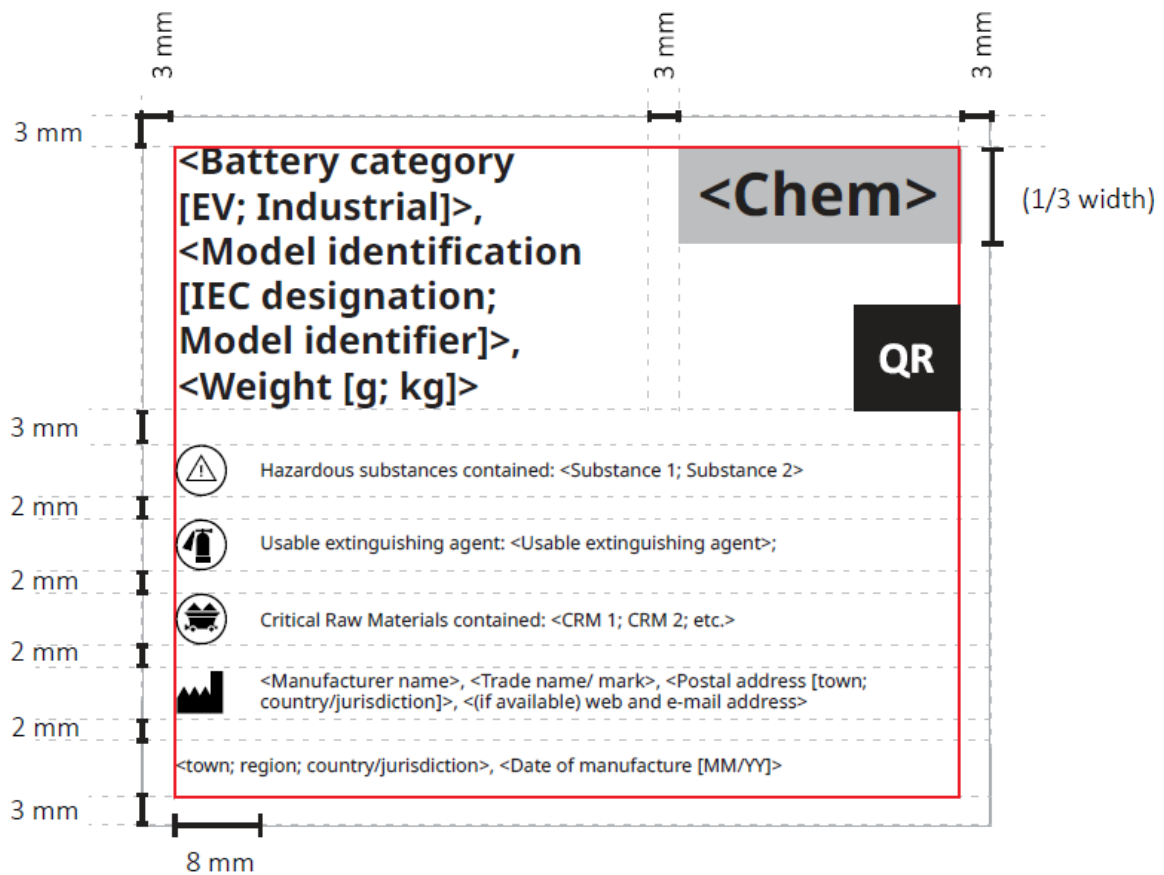 3 mm
3 mm
3 mm
3 mm
<Battery category
[EV; Industrial]>,
<Model identification
[IEC designation;
Model identifier]>,
<Weight [g; kg]>
<Chem>
(1/3 width)
QR
3 mm
Hazardous substances contained: <Substance 1; Substance 2>
2 mm
Usable extinguishing agent: <Usable extinguishing agent>;
2 mm
Critical Raw Materials contained: <CRM 1; CRM 2; etc.>
2 mm
<Manufacturer name>, <Trade name/ mark>, <Postal address [town;
country/jurisdiction]>, <(if available) web and e-mail address>
2 mm
<town; region; country/jurisdiction>, <Date of manufacture [MM/YY]>
3 mm
8 mm